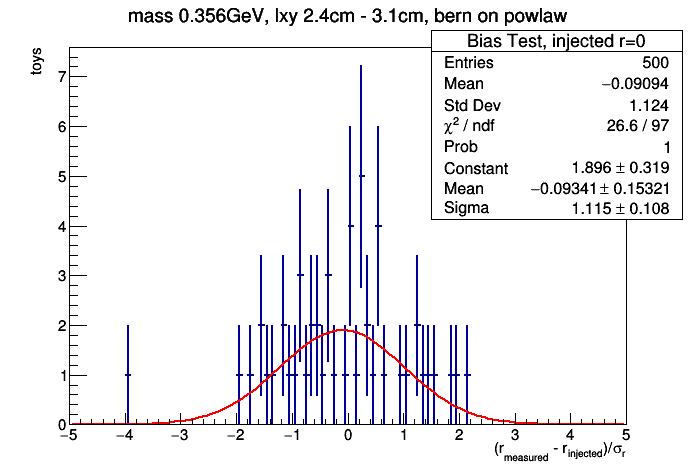 mass 0.356GeV, lxy 2.4cm - 3.1cm, bern on powlaw
Bias Test, injected r=0
Entries 500
Mean −0.09094
Std Dev 1.124
χ² / ndf 26.6 / 97
Prob 1
Constant 1.896 ± 0.319
Mean −0.09341 ± 0.15321
Sigma 1.115 ± 0.108
toys
7
6
5
4
3
2
1
0
−5 −4 −3 −2 −1 0 1 2 3 4 5
(r_measured - r_injected)/σ_r